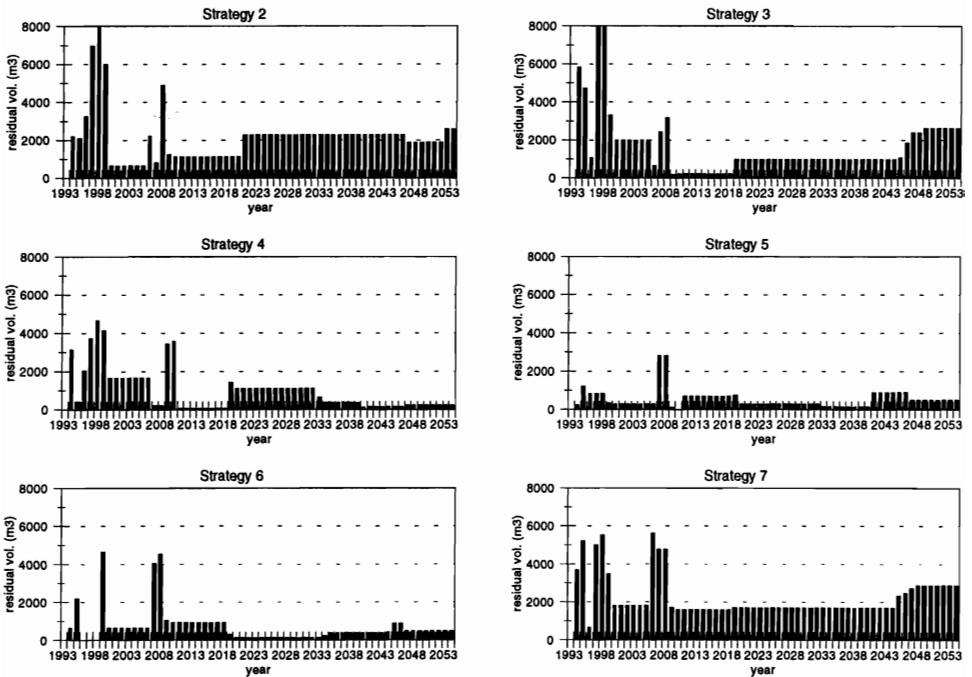 Strategy 2
8000
6000
4000
2000
0
residual vol. (m3)
1993 1998 2003 2008 2013 2018 2023 2028 2033 2038 2043 2048 2053
year
Strategy 3
8000
6000
4000
2000
0
residual vol. (m3)
1993 1998 2003 2008 2013 2018 2023 2028 2033 2038 2043 2048 20538
year
Strategy 4
8000
6000
4000
2000
0
residual vol. (m3)
1993 1998 2003 2008 2013 2018 2023 2028 2033 2038 2043 2048 2053
year
Strategy 5
8000
6000
4000
2000
0
residual vol. (m3)
1993 1998 2003 2008 2013 2018 2023 2028 2033 2038 2043 2048 2053
year
Strategy 6
8000
6000
4000
2000
0
residual vol. (m3)
1993 1998 2003 2008 2013 2018 2023 2028 2033 2038 2043 2048 2053
year
Strategy 7
8000
6000
4000
2000
0
residual vol. (m3)
1993 1998 2003 2008 2013 2018 2023 2028 2033 2038 2043 2048 2053
year